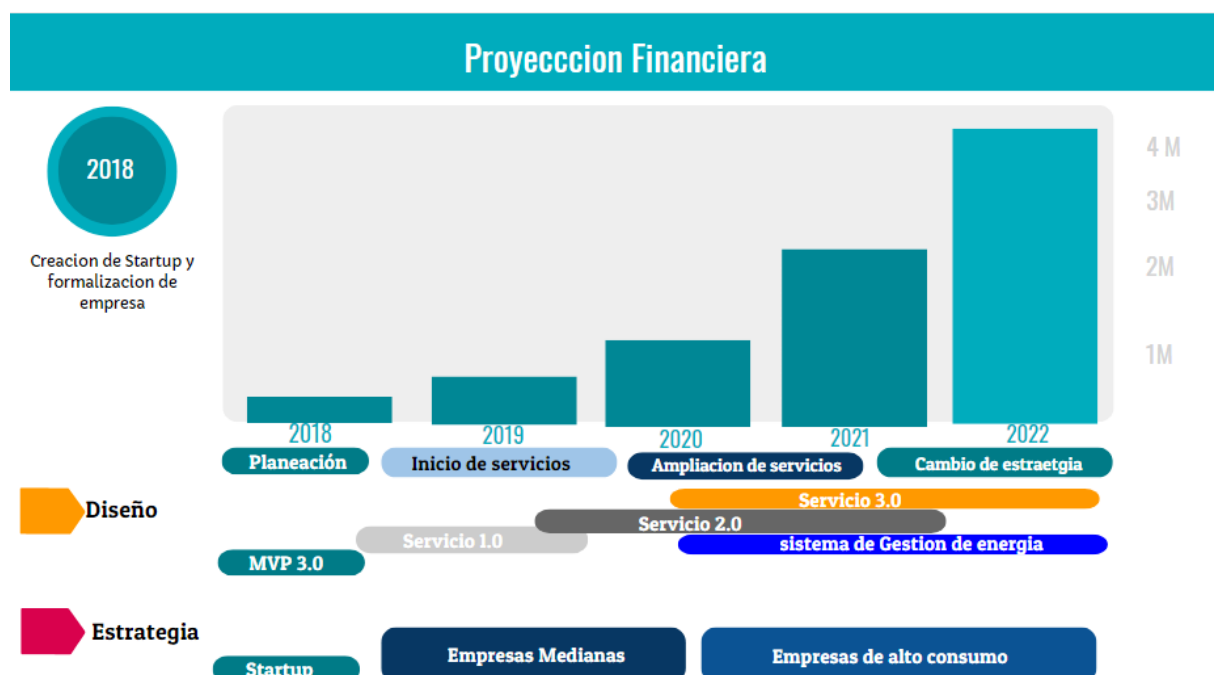 Proyecccion Financiera
2018
Creacion de Startup y
formalizacion de
empresa
4 M
3M
2M
1M
2018
2019
2020
2021
2022
Planeación
Inicio de servicios
Ampliacion de servicios
Cambio de estraetgia
Diseño
Servicio 3.0
Servicio 2.0
Servicio 1.0
sistema de Gestion de energia
MVP 3.0
Estrategia
Empresas Medianas
Empresas de alto consumo
Startup